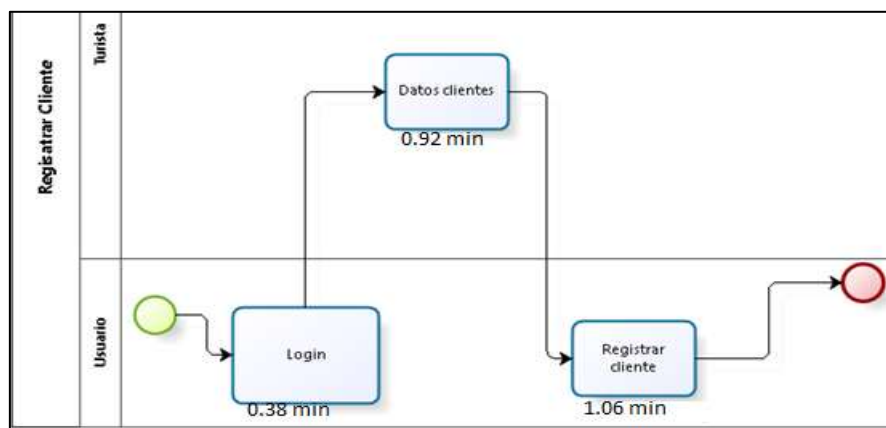 Regisatrar Cliente
Turista
Datos clientes
0.92 min
Usuario
Login
0.38 min
Registrar
cliente
1.06 min